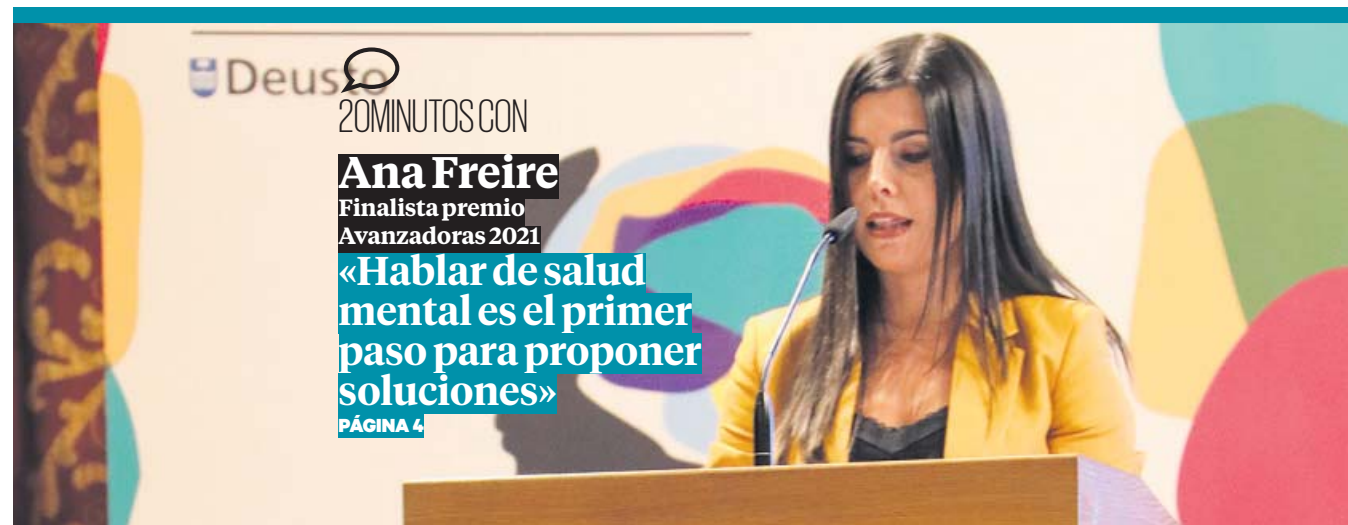 Deusto
20MINUTOS CON
Ana Freire
Finalista premio
Avanzadoras 2021
«Hablar de salud
mental es el primer
paso para proponer
soluciones»
PÁGINA 4